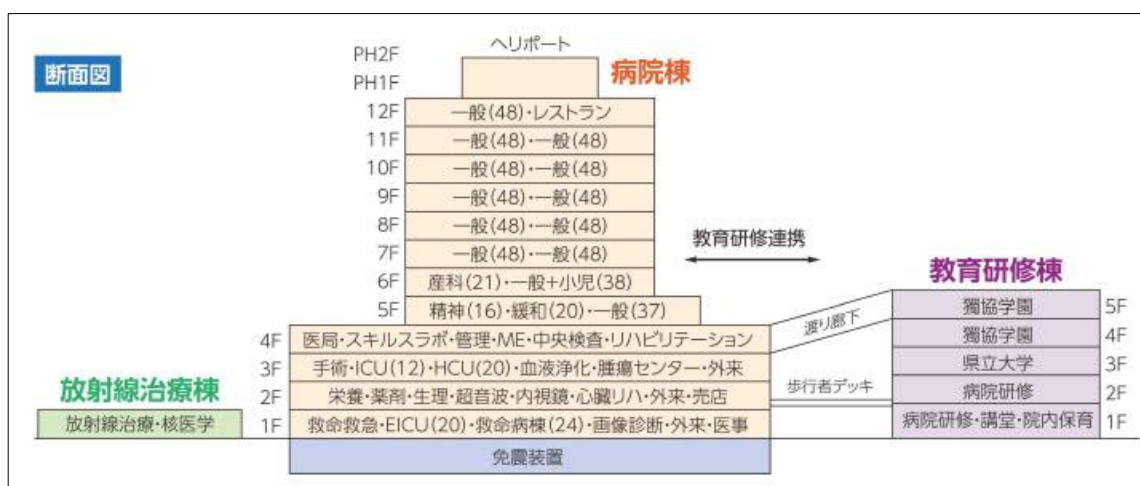 断面図
ヘリポート
PH2F
PH1F
病院棟
12F 一般(48)・レストラン
11F 一般(48)・一般(48)
10F 一般(48)・一般(48)
9F 一般(48)・一般(48)
8F 一般(48)・一般(48)
7F 一般(48)・一般(48)
6F 産科(21)・一般+小児(38)
5F 精神(16)・緩和(20)・一般(37)
4F 医局・スキルスラボ・管理・ME・中央検査・リハビリテーション
3F 手術・ICU(12)・HCU(20)・血液浄化・腫瘍センター・外来
2F 栄養・薬剤・生理・超音波・内視鏡・心臓リハ・外来・売店
1F 救命救急・EICU(20)・救命病棟(24)・画像診断・外来・医事
免震装置
放射線治療棟
放射線治療・核医学
教育研修連携
渡り廊下
歩行者デッキ
教育研修棟
獨協学園 5F
獨協学園 4F
県立大学 3F
病院研修 2F
病院研修・講堂・院内保育 1F